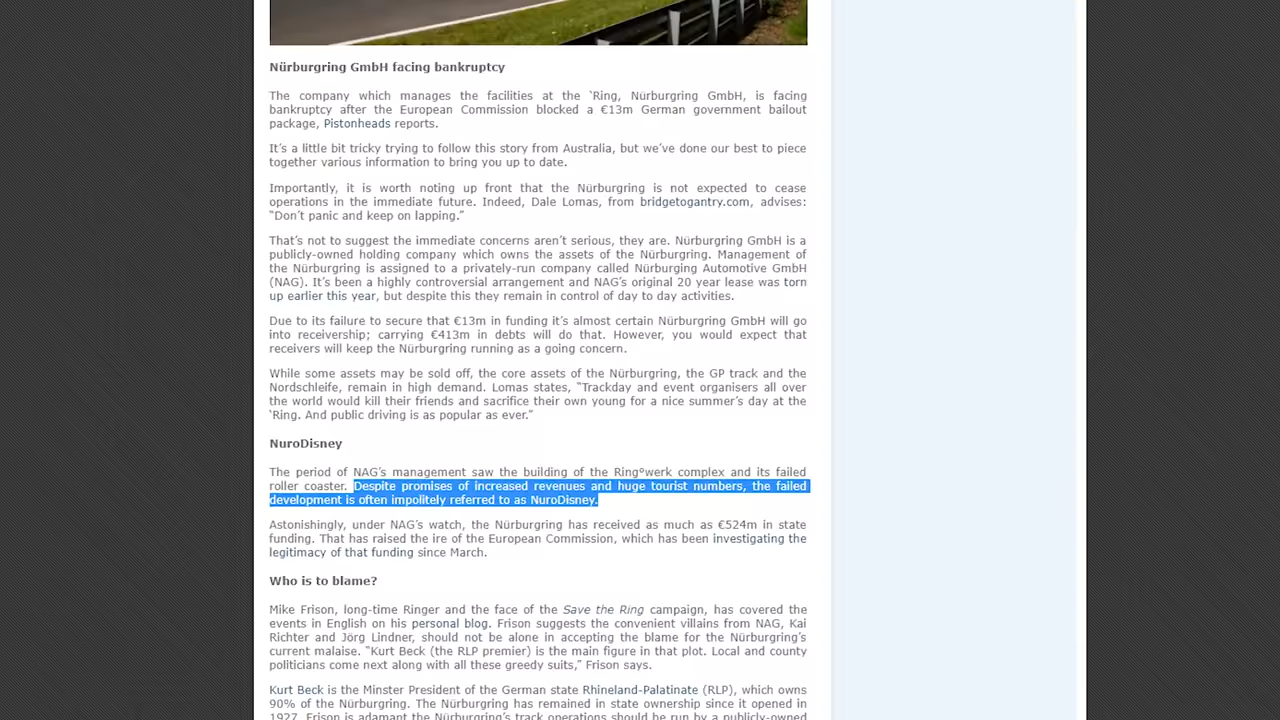 Nürburgring GmbH facing bankruptcy
The company which manages the facilities at the ‘Ring, Nürburgring GmbH, is facing
bankruptcy after the European Commission blocked a €13m German government bailout
package, Pistonheads reports.
It’s a little bit tricky trying to follow this story from Australia, but we’ve done our best to piece
together various information to bring you up to date.
Importantly, it is worth noting up front that the Nürburgring is not expected to cease
operations in the immediate future. Indeed, Dale Lomas, from bridgetogantry.com, advises:
“Don’t panic and keep on lapping.”
That’s not to suggest the immediate concerns aren’t serious, they are. Nürburgring GmbH is a
publicly-owned holding company which owns the assets of the Nürburgring. Management of
the Nürburgring is assigned to a privately-run company called Nürburging Automotive GmbH
(NAG). It’s been a highly controversial arrangement and NAG’s original 20 year lease was torn
up earlier this year, but despite this they remain in control of day to day activities.
Due to its failure to secure that €13m in funding it’s almost certain Nürburgring GmbH will go
into receivership; carrying €413m in debts will do that. However, you would expect that
receivers will keep the Nürburgring running as a going concern.
While some assets may be sold off, the core assets of the Nürburgring, the GP track and the
Nordschleife, remain in high demand. Lomas states, “Trackday and event organisers all over
the world would kill their friends and sacrifice their own young for a nice summer’s day at the
‘Ring. And public driving is as popular as ever.”
NuroDisney
The period of NAG’s management saw the building of the Ring°werk complex and its failed
roller coaster. Despite promises of increased revenues and huge tourist numbers, the failed
development is often impolitely referred to as NuroDisney.
Astonishingly, under NAG’s watch, the Nürburgring has received as much as €524m in state
funding. That has raised the ire of the European Commission, which has been investigating the
legitimacy of that funding since March.
Who is to blame?
Mike Frison, long-time Ringer and the face of the Save the Ring campaign, has covered the
events in English on his personal blog. Frison suggests the convenient villains from NAG, Kai
Richter and Jörg Lindner, should not be alone in accepting the blame for the Nürburgring’s
current malaise. “Kurt Beck (the RLP premier) is the main figure in that plot. Local and county
politicians come next along with all these greedy suits,” Frison says.
Kurt Beck is the Minster President of the German state Rhineland-Palatinate (RLP), which owns
90% of the Nürburgring. The Nürburgring has remained in state ownership since it opened in
1927. Frison is adamant the Nürburgring’s track operations should be run by a publicly-owned